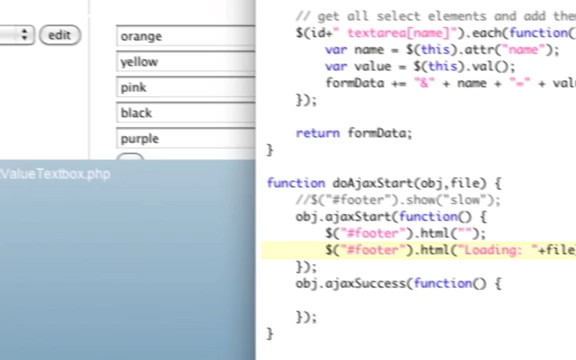 edit
orange
yellow
pink
black
purple
ValueTextbox.php
// get all select elements and add
$(id+" textarea[name]").each(function(
var name = $(this).attr("name");
var value = $(this).val();
formData += "&" + name + "=" +
});
return formData;
}
function doAjaxStart(obj,file) {
//$("#footer").show("slow");
obj.ajaxStart(function() {
$("#footer").html("");
$("#footer").html("Loading: "+file
});
obj.ajaxSuccess(function() {
});
}